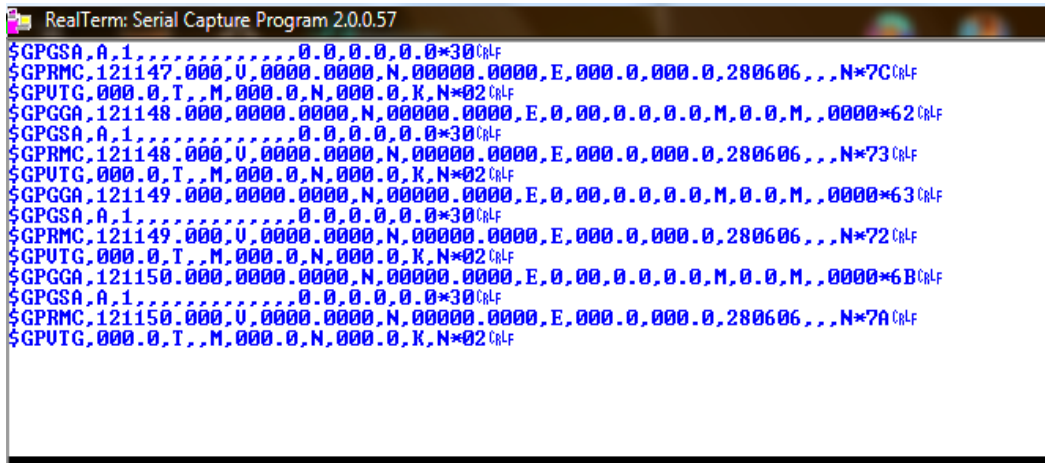 RealTerm: Serial Capture Program 2.0.0.57
$GPGSA,A,1,,,,,,,,,,,,,0.0,0.0,0.0*30CRLF
$GPRMC,121147.000,V,0000.0000,N,00000.0000,E,000.0,000.0,280606,,,N*7CCRLF
$GPVTG,000.0,T,,M,000.0,N,000.0,K,N*02CRLF
$GPGGA,121148.000,0000.0000,N,00000.0000,E,0,00,0.0,0.0,M,0.0,M,,0000*62CRLF
$GPGSA,A,1,,,,,,,,,,,,,0.0,0.0,0.0*30CRLF
$GPRMC,121148.000,V,0000.0000,N,00000.0000,E,000.0,000.0,280606,,,N*73CRLF
$GPVTG,000.0,T,,M,000.0,N,000.0,K,N*02CRLF
$GPGGA,121149.000,0000.0000,N,00000.0000,E,0,00,0.0,0.0,M,0.0,M,,0000*63CRLF
$GPGSA,A,1,,,,,,,,,,,,,0.0,0.0,0.0*30CRLF
$GPRMC,121149.000,V,0000.0000,N,00000.0000,E,000.0,000.0,280606,,,N*72CRLF
$GPVTG,000.0,T,,M,000.0,N,000.0,K,N*02CRLF
$GPGGA,121150.000,0000.0000,N,00000.0000,E,0,00,0.0,0.0,M,0.0,M,,0000*6BCRLF
$GPGSA,A,1,,,,,,,,,,,,,0.0,0.0,0.0*30CRLF
$GPRMC,121150.000,V,0000.0000,N,00000.0000,E,000.0,000.0,280606,,,N*7ACRLF
$GPVTG,000.0,T,,M,000.0,N,000.0,K,N*02CRLF